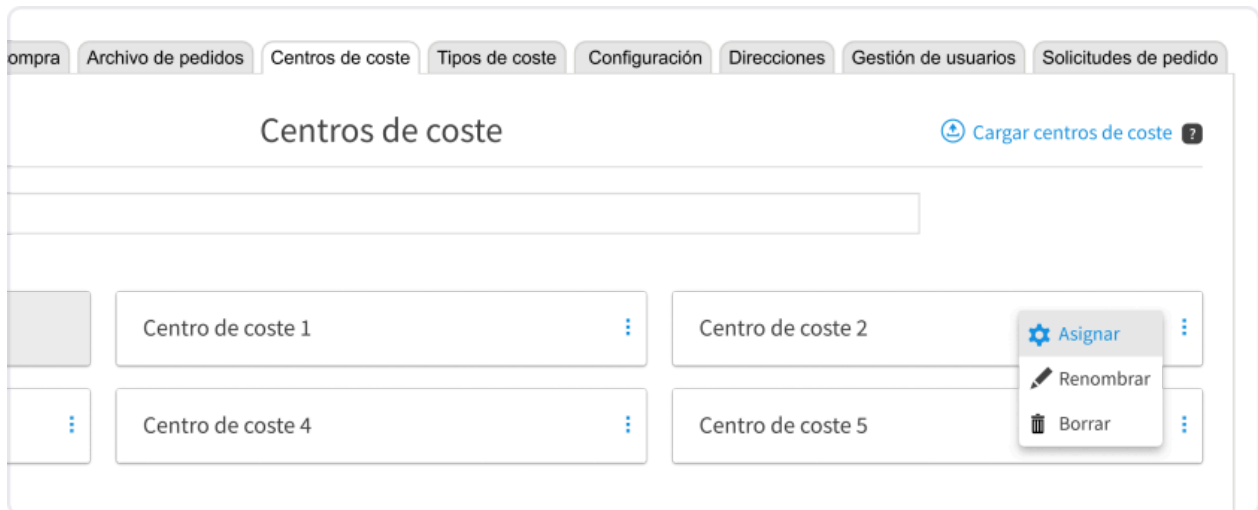 ompra Archivo de pedidos Centros de coste Tipos de coste Configuración Direcciones Gestión de usuarios Solicitudes de pedido
Centros de coste
Cargar centros de coste ?
Centro de coste 1
Centro de coste 2
Asignar
Renombrar
Borrar
Centro de coste 4
Centro de coste 5